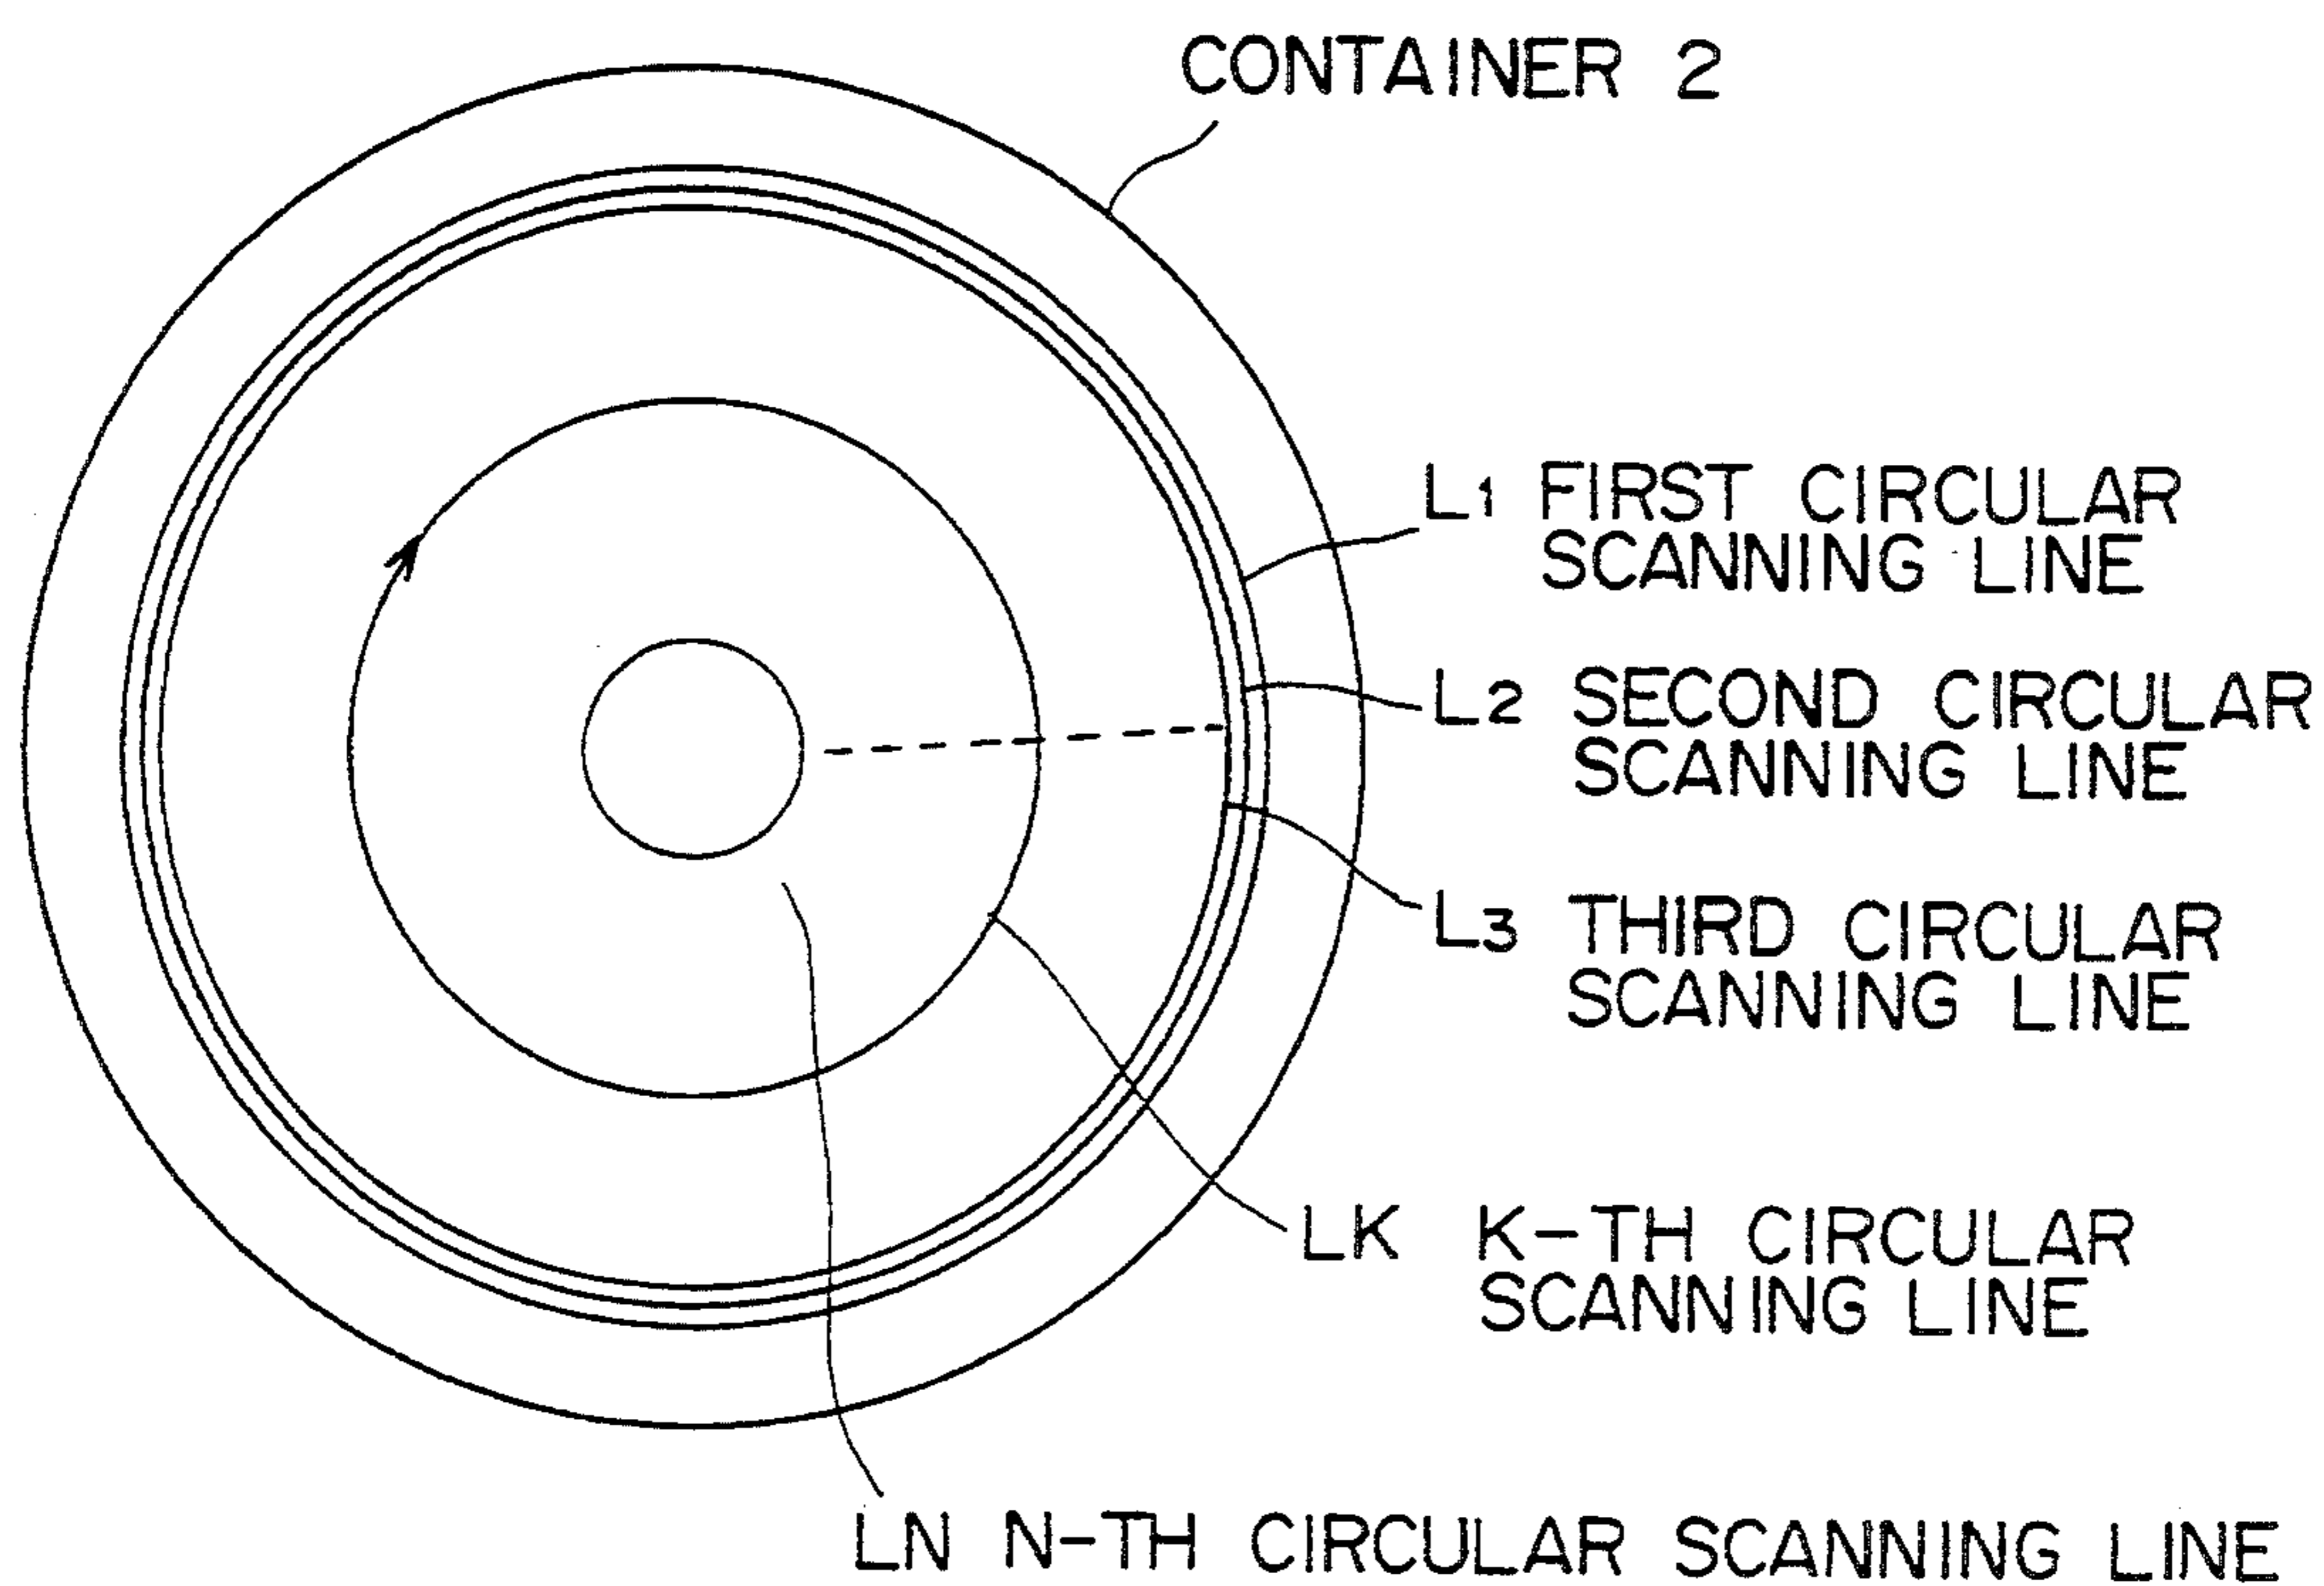 CONTAINER 2
L1 FIRST CIRCULAR
SCANNING LINE
L2 SECOND CIRCULAR
SCANNING LINE
L3 THIRD CIRCULAR
SCANNING LINE
LK K-TH CIRCULAR
SCANNING LINE
LN N-TH CIRCULAR SCANNING LINE